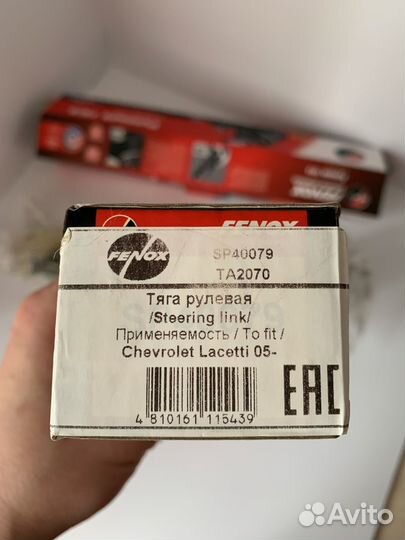 FENOX
FENOX
SP40079
TA2070
Тяга рулевая
/Steering link/
Применяемость / To fit /
Chevrolet Lacetti 05-
4 810161 115439
EAC
Avito